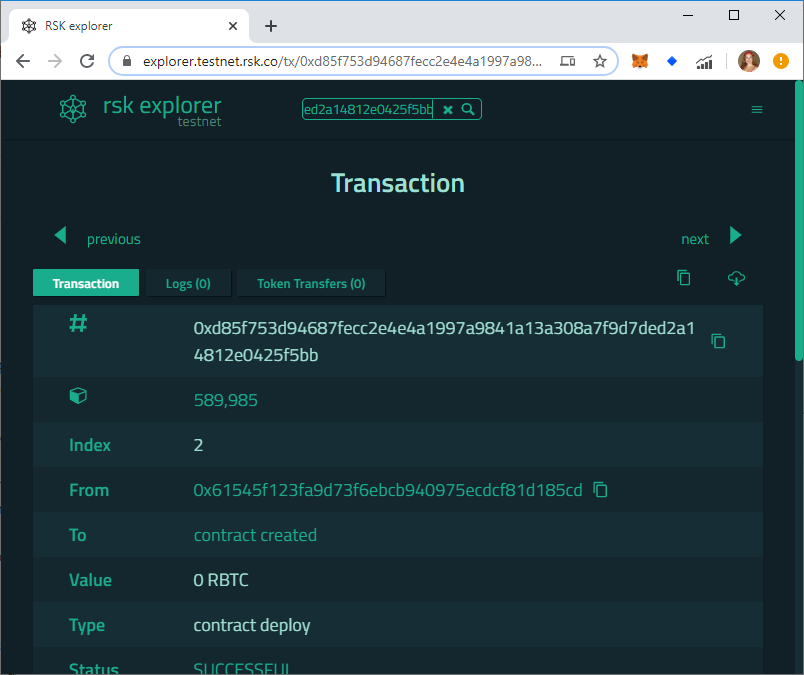 RSK explorer
explorer.testnet.rsk.co/tx/0xd85f753d94687fecc2e4e4a1997a98...
rsk explorer
testnet
ed2a14812e0425f5bb
Transaction
previous
next
Transaction
Logs (0)
Token Transfers (0)
0xd85f753d94687fecc2e4e4a1997a9841a13a308a7f9d7ded2a1
4812e0425f5bb
589,985
Index 2
From 0x61545f123fa9d73f6ebcb940975ecdcf81d185cd
To contract created
Value 0 RBTC
Type contract deploy
Status SUCCESSFUL